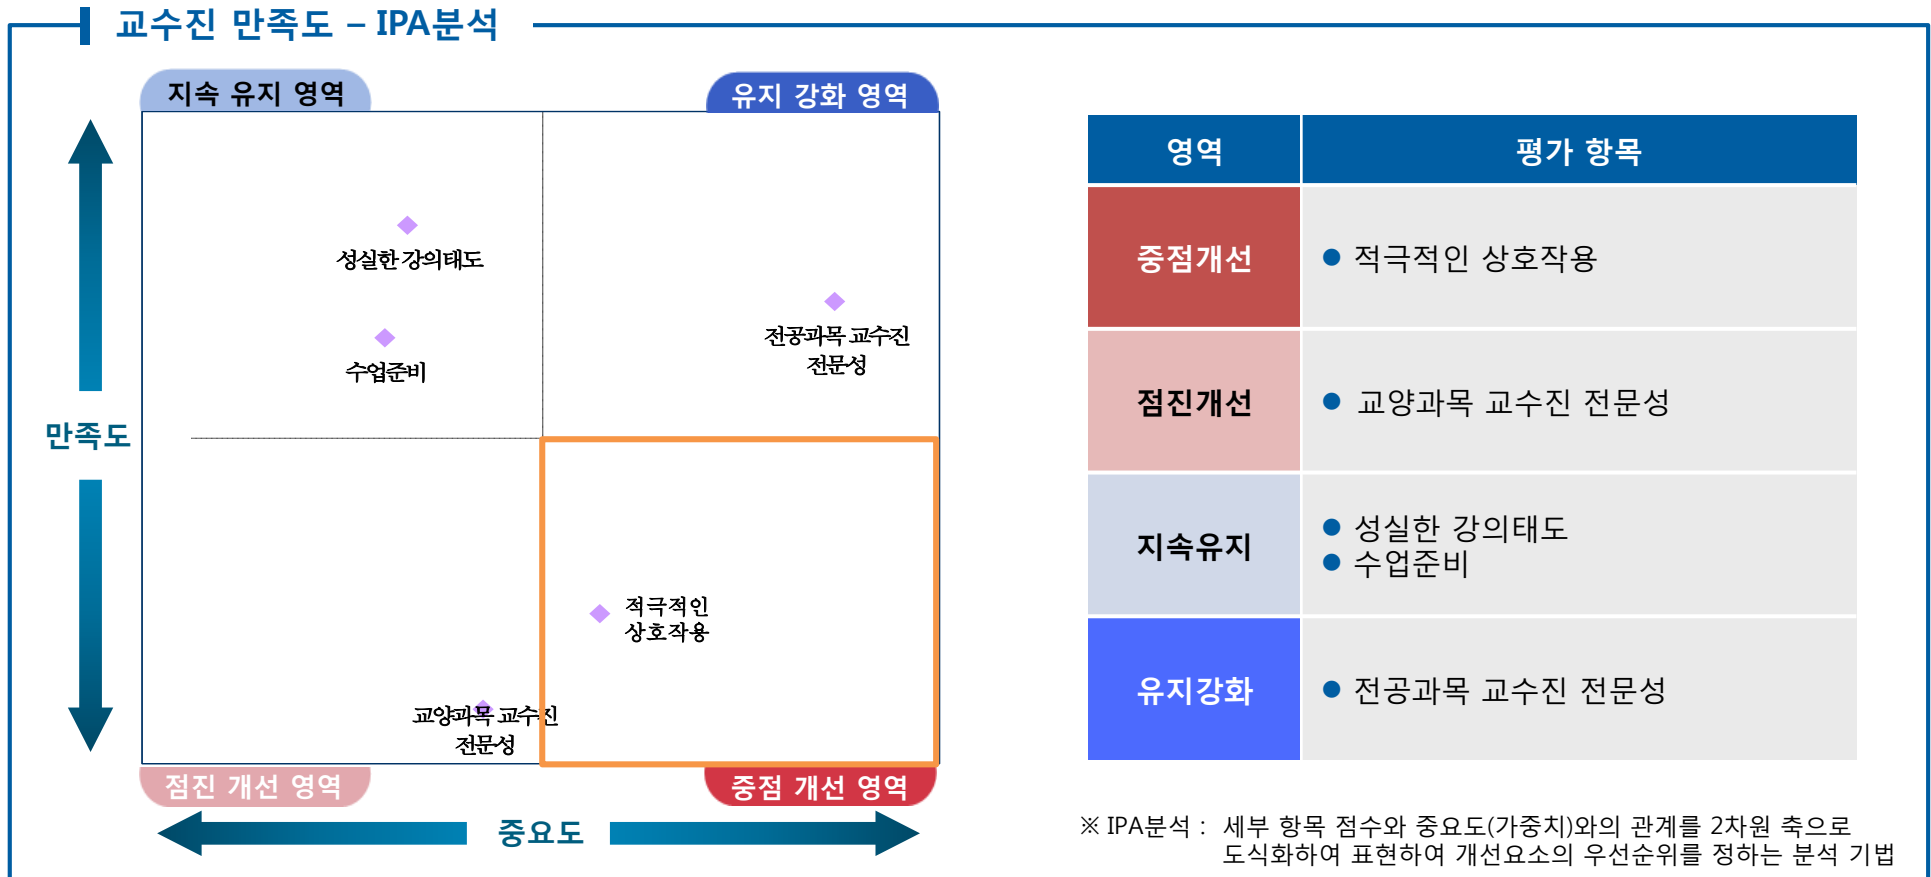 교수진 만족도 – IPA분석
지속 유지 영역
유지 강화 영역
성실한 강의태도
전공과목 교수진
전문성
수업준비
만족도
적극적인
상호작용
교양과목 교수진
전문성
점진 개선 영역
중점 개선 영역
중요도
영역 평가 항목
중점개선 ● 적극적인 상호작용
점진개선 ● 교양과목 교수진 전문성
지속유지 ● 성실한 강의태도
● 수업준비
유지강화 ● 전공과목 교수진 전문성
※ IPA분석 : 세부 항목 점수와 중요도(가중치)와의 관계를 2차원 축으로
도식화하여 표현하여 개선요소의 우선순위를 정하는 분석 기법